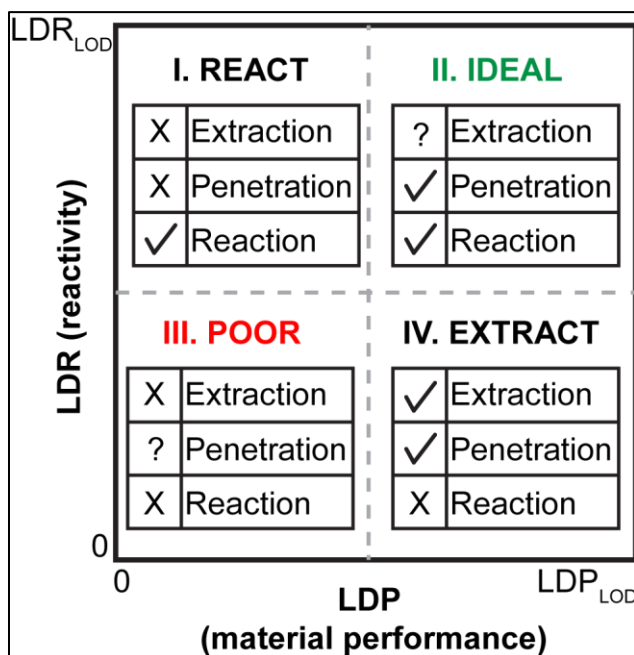 LDR_LOD
I. REACT
X Extraction
X Penetration
✓ Reaction
II. IDEAL
? Extraction
✓ Penetration
✓ Reaction
LDR (reactivity)
III. POOR
X Extraction
? Penetration
X Reaction
IV. EXTRACT
✓ Extraction
✓ Penetration
X Reaction
0
0
LDP
(material performance)
LDP_LOD